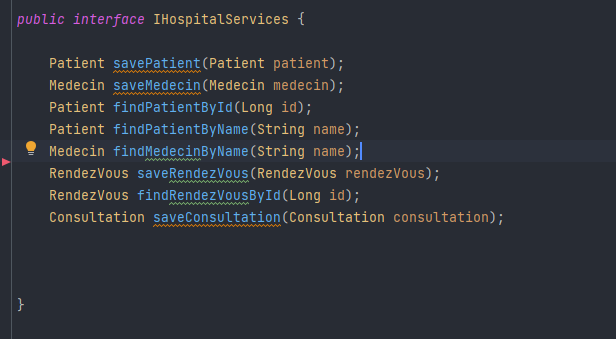 public interface IHospitalServices {
Patient savePatient(Patient patient);
Medecin saveMedecin(Medecin medecin);
Patient findPatientById(Long id);
Patient findPatientByName(String name);
Medecin findMedecinByName(String name);
RendezVous saveRendezVous(RendezVous rendezVous);
RendezVous findRendezVousById(Long id);
Consultation saveConsultation(Consultation consultation);
}